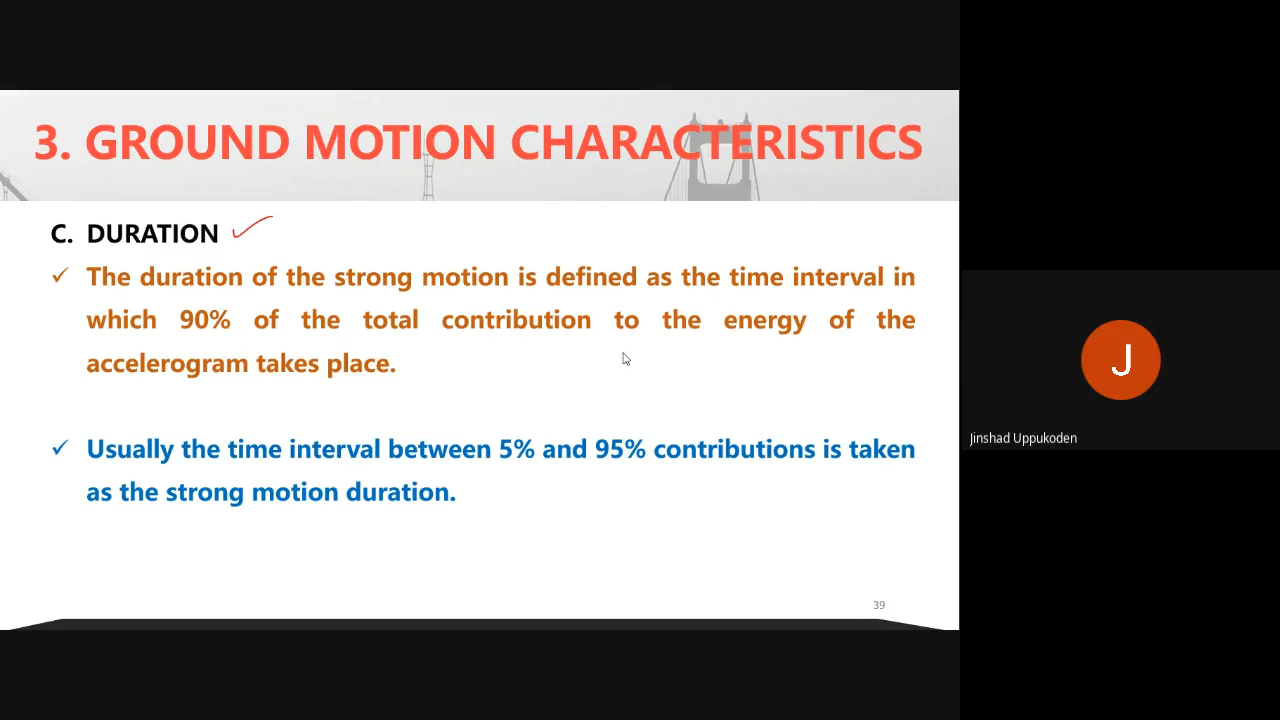 3. GROUND MOTION CHARACTERISTICS
C. DURATION
The duration of the strong motion is defined as the time interval in
which 90% of the total contribution to the energy of the
accelerogram takes place.
Usually the time interval between 5% and 95% contributions is taken
as the strong motion duration.
39
J
Jinshad Uppukoden